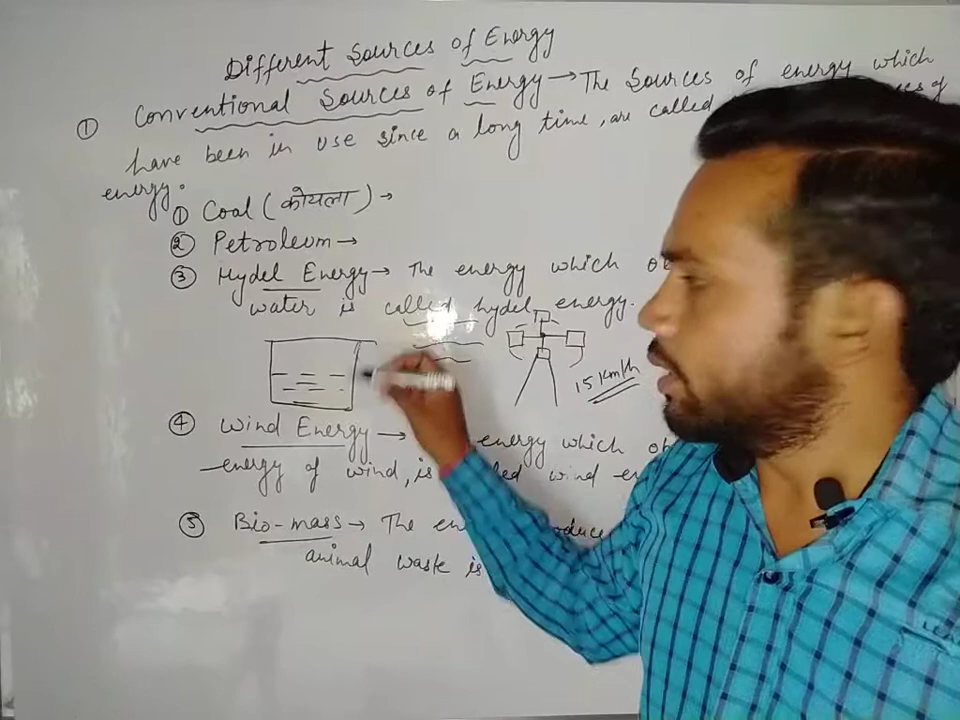 Different Sources of Energy
① Conventional Sources of Energy → The Sources of energy which
have been in use since a long time, are called
energy.
① Coal (कोयला) →
② Petroleum →
③ Hydel Energy → The energy which
water is called hydel energy.
15 Km/h
④ Wind Energy → energy which
energy of wind, is wind
⑤ Bio-mass → The
animal waste is